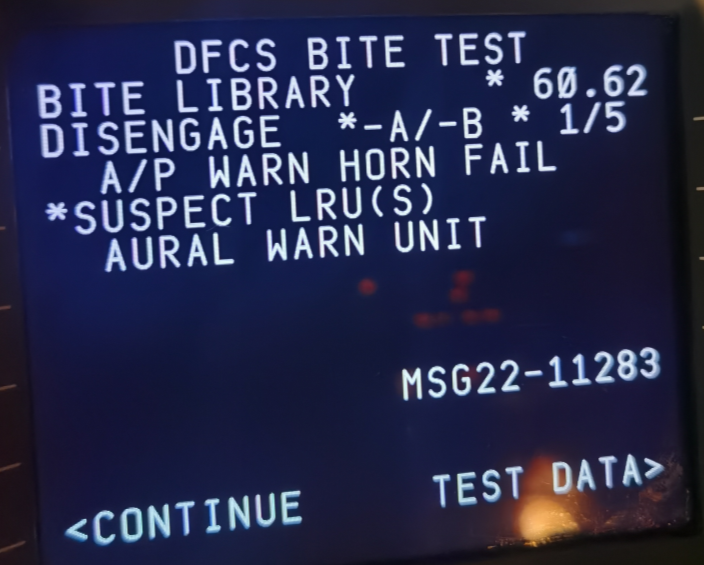 DFCS BITE TEST
BITE LIBRARY * 60.62
DISENGAGE *-A/-B * 1/5
A/P WARN HORN FAIL
*SUSPECT LRU(S)
AURAL WARN UNIT
MSG22-11283
<CONTINUE TEST DATA>